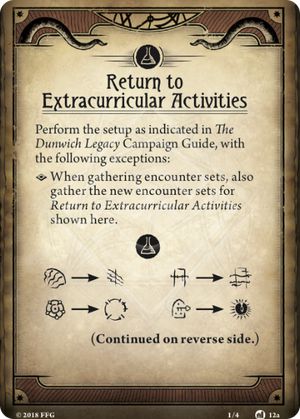 Return to
Extracurricular Activities
Perform the setup as indicated in The
Dunwich Legacy Campaign Guide, with
the following exceptions:
When gathering encounter sets, also
gather the new encounter sets for
Return to Extracurricular Activities
shown here.
(Continued on reverse side.)
© 2018 FFG 1/4 12a